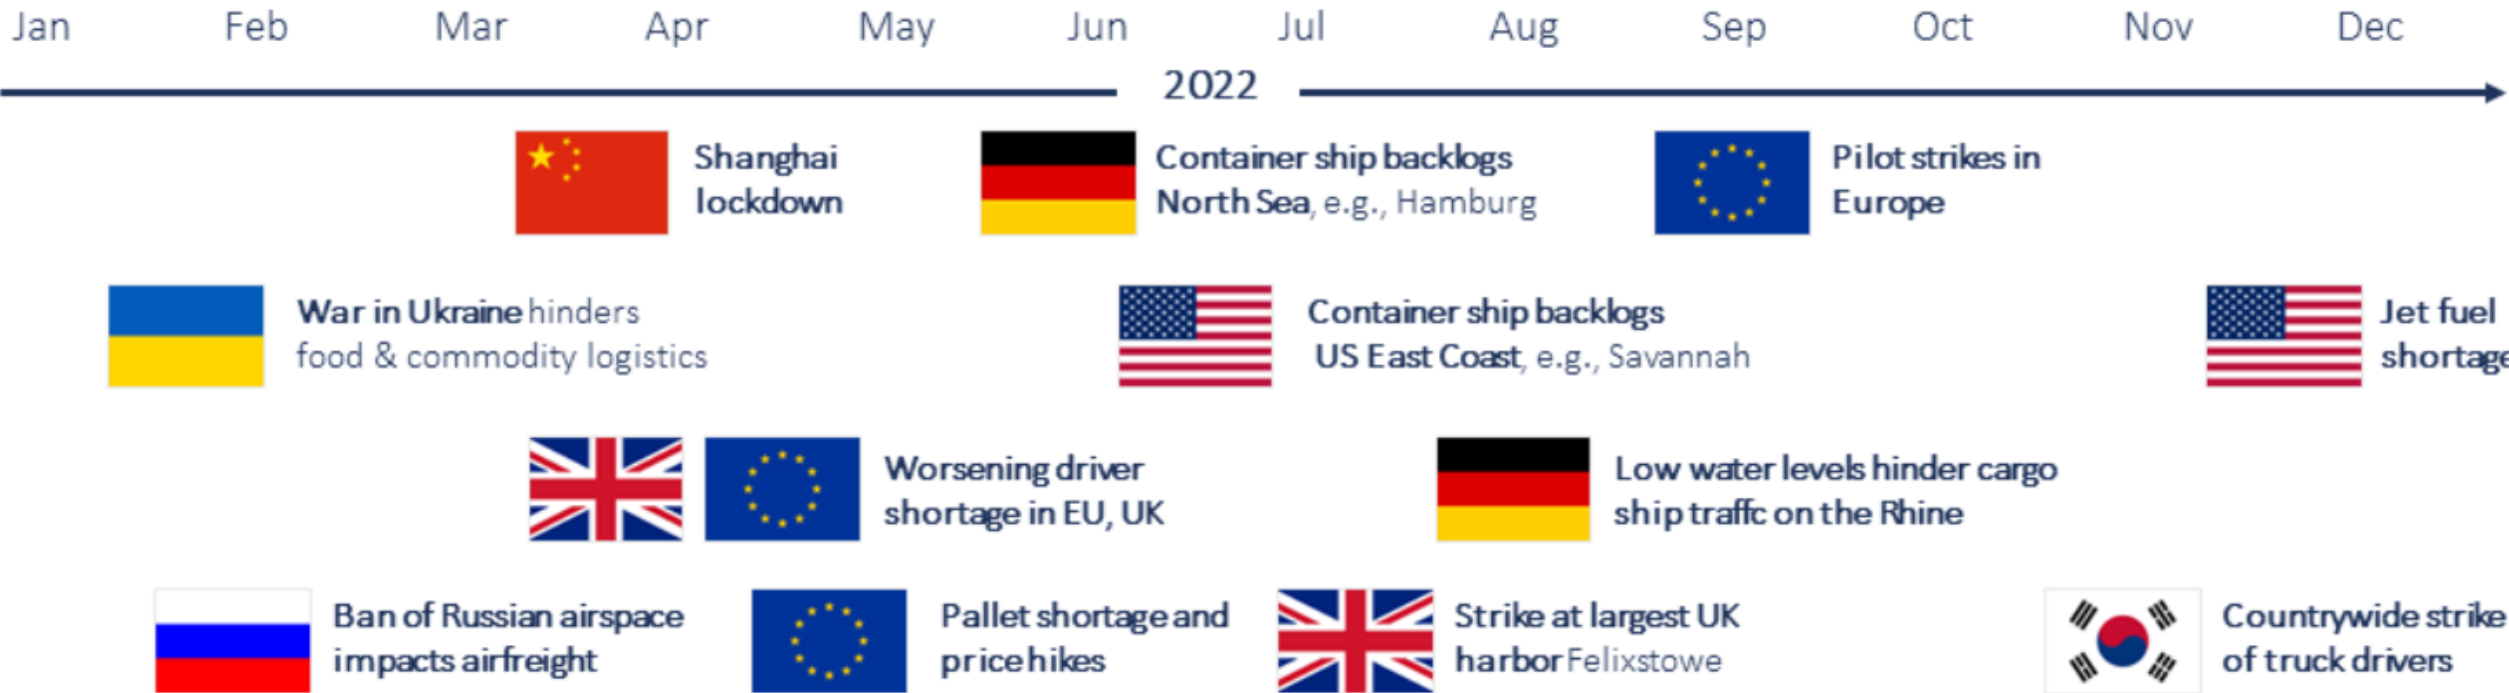 Jan Feb Mar Apr May Jun Jul Aug Sep Oct Nov Dec
2022
Shanghai
lockdown
Container ship backlogs
North Sea, e.g., Hamburg
Pilot strikes in
Europe
War in Ukraine hinders
food & commodity logistics
Container ship backlogs
US East Coast, e.g., Savannah
Jet fuel
shortage
Worsening driver
shortage in EU, UK
Low water levels hinder cargo
ship traffc on the Rhine
Ban of Russian airspace
impacts airfreight
Pallet shortage and
price hikes
Strike at largest UK
harbor Felixstowe
Countrywide strike
of truck drivers